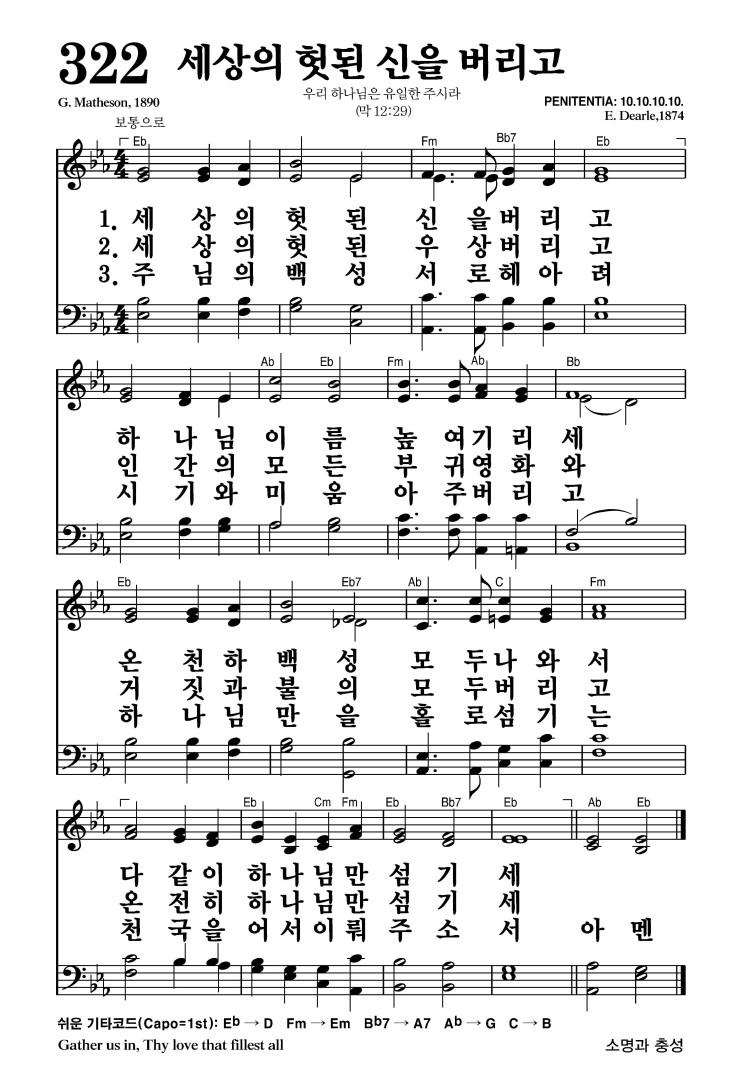 322 세상의 헛된 신을 버리고
우리 하나님은 유일한 주시라
(막 12:29)
G. Matheson, 1890
PENITENTIA: 10.10.10.10.
E. Dearle,1874
보통으로
Eb Fm Bb7 Eb
1. 세 상 의 헛 된 신 을 버 리 고
2. 세 상 의 헛 된 우 상 버 리 고
3. 주 님 의 백 성 서 로 헤 아 려
Ab Eb Fm Ab Bb
하 나 님 이 름 높 여 기 리 세
인 간 의 모 든 부 귀 영 화 와
시 기 와 미 움 아 주 버 리 고
Eb Eb7 Ab C Fm
온 천 하 백 성 모 두 나 와 서
거 짓 과 불 의 모 두 버 리 고
하 나 님 만 을 홀 로 섬 기 는
Eb Cm Fm Eb Bb7 Eb Ab Eb
다 같 이 하 나 님 만 섬 기 세
온 전 히 하 나 님 만 섬 기 세
천 국 을 어 서 이 뤄 주 소 서 아 멘
쉬운 기타코드(Capo=1st): E♭ → D Fm → Em B♭7 → A7 A♭ → G C → B
Gather us in, Thy love that fillest all
소명과 충성